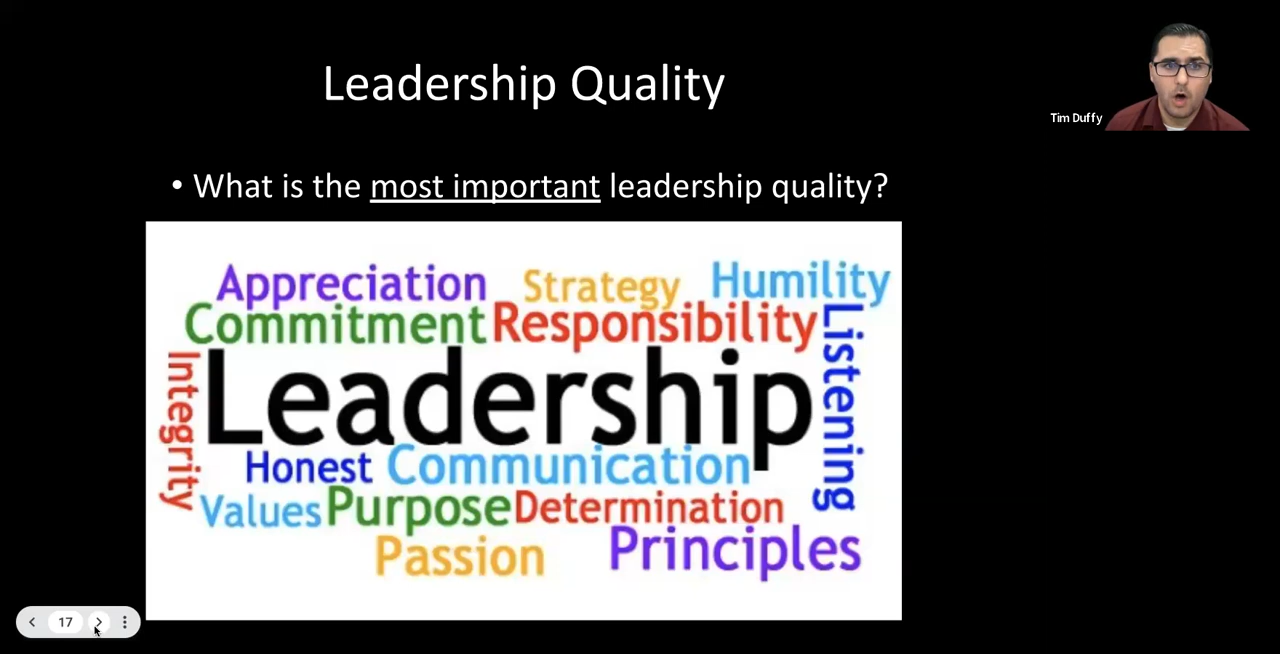 Leadership Quality
Tim Duffy
• What is the most important leadership quality?
Appreciation Strategy Humility
Commitment Responsibility
Listening
Integrity
Leadership
Honest Communication
Values Purpose Determination
Passion Principles
17